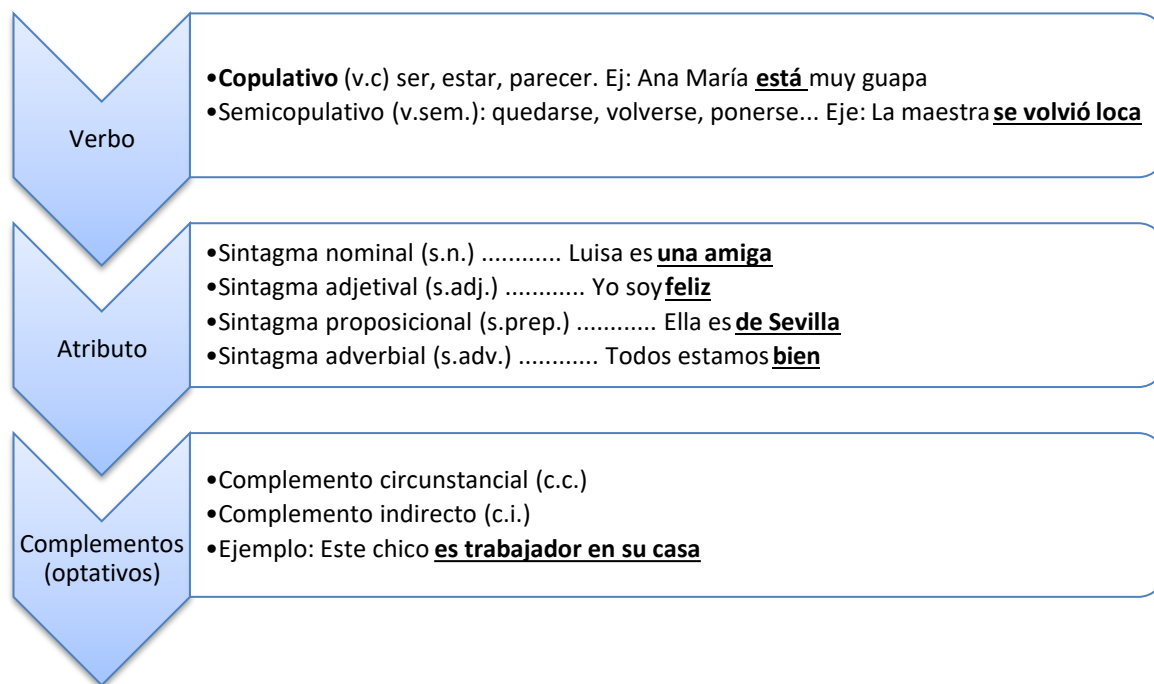 Verbo
•Copulativo (v.c) ser, estar, parecer. Ej: Ana María está muy guapa
•Semicopulativo (v.sem.): quedarse, volverse, ponerse... Eje: La maestra se volvió loca
Atributo
•Sintagma nominal (s.n.) ............ Luisa es una amiga
•Sintagma adjetival (s.adj.) ............ Yo soy feliz
•Sintagma proposicional (s.prep.) ............ Ella es de Sevilla
•Sintagma adverbial (s.adv.) ............ Todos estamos bien
Complementos
(optativos)
•Complemento circunstancial (c.c.)
•Complemento indirecto (c.i.)
•Ejemplo: Este chico es trabajador en su casa